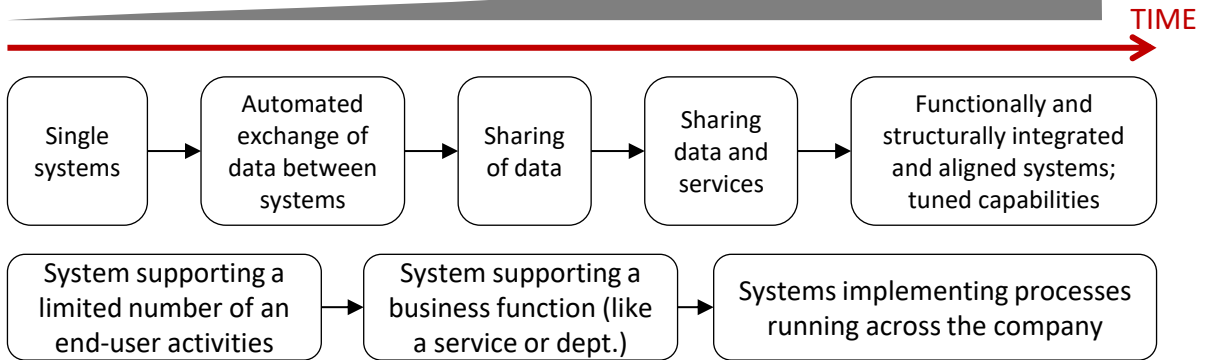 TIME
Single
systems
Automated
exchange of
data between
systems
Sharing
of data
Sharing
data and
services
Functionally and
structurally integrated
and aligned systems;
tuned capabilities
System supporting a
limited number of an
end-user activities
System supporting a
business function (like
a service or dept.)
Systems implementing processes
running across the company